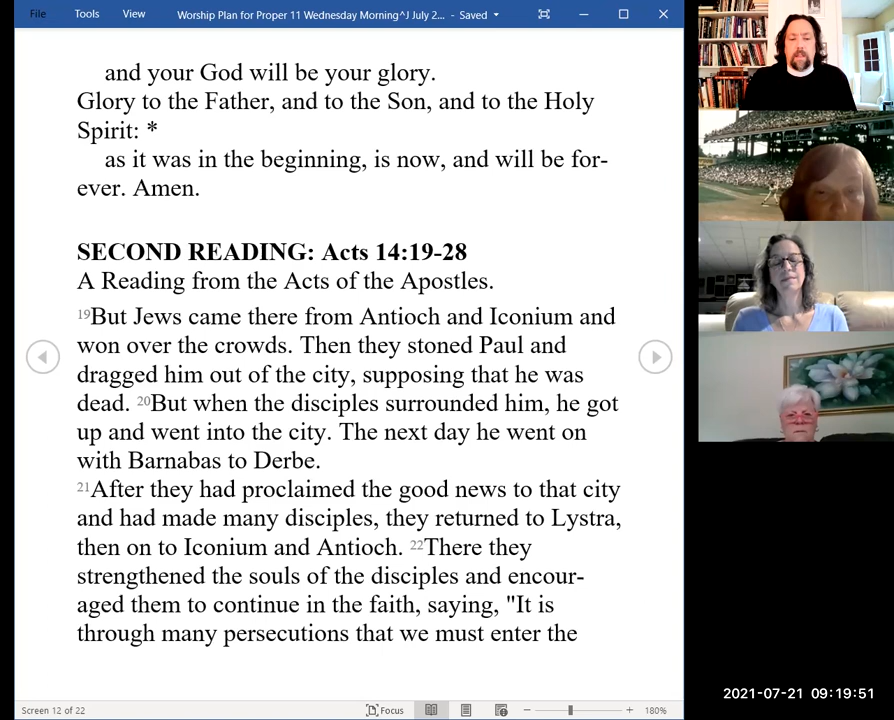 File Tools View Worship Plan for Proper 11 Wednesday Morning^J July 2... - Saved
and your God will be your glory.
Glory to the Father, and to the Son, and to the Holy
Spirit: *
as it was in the beginning, is now, and will be for-
ever. Amen.
SECOND READING: Acts 14:19-28
A Reading from the Acts of the Apostles.
19But Jews came there from Antioch and Iconium and
won over the crowds. Then they stoned Paul and
dragged him out of the city, supposing that he was
dead. 20But when the disciples surrounded him, he got
up and went into the city. The next day he went on
with Barnabas to Derbe.
21After they had proclaimed the good news to that city
and had made many disciples, they returned to Lystra,
then on to Iconium and Antioch. 22There they
strengthened the souls of the disciples and encour-
aged them to continue in the faith, saying, "It is
through many persecutions that we must enter the
2021-07-21 09:19:51
Screen 12 of 22 Focus 180%